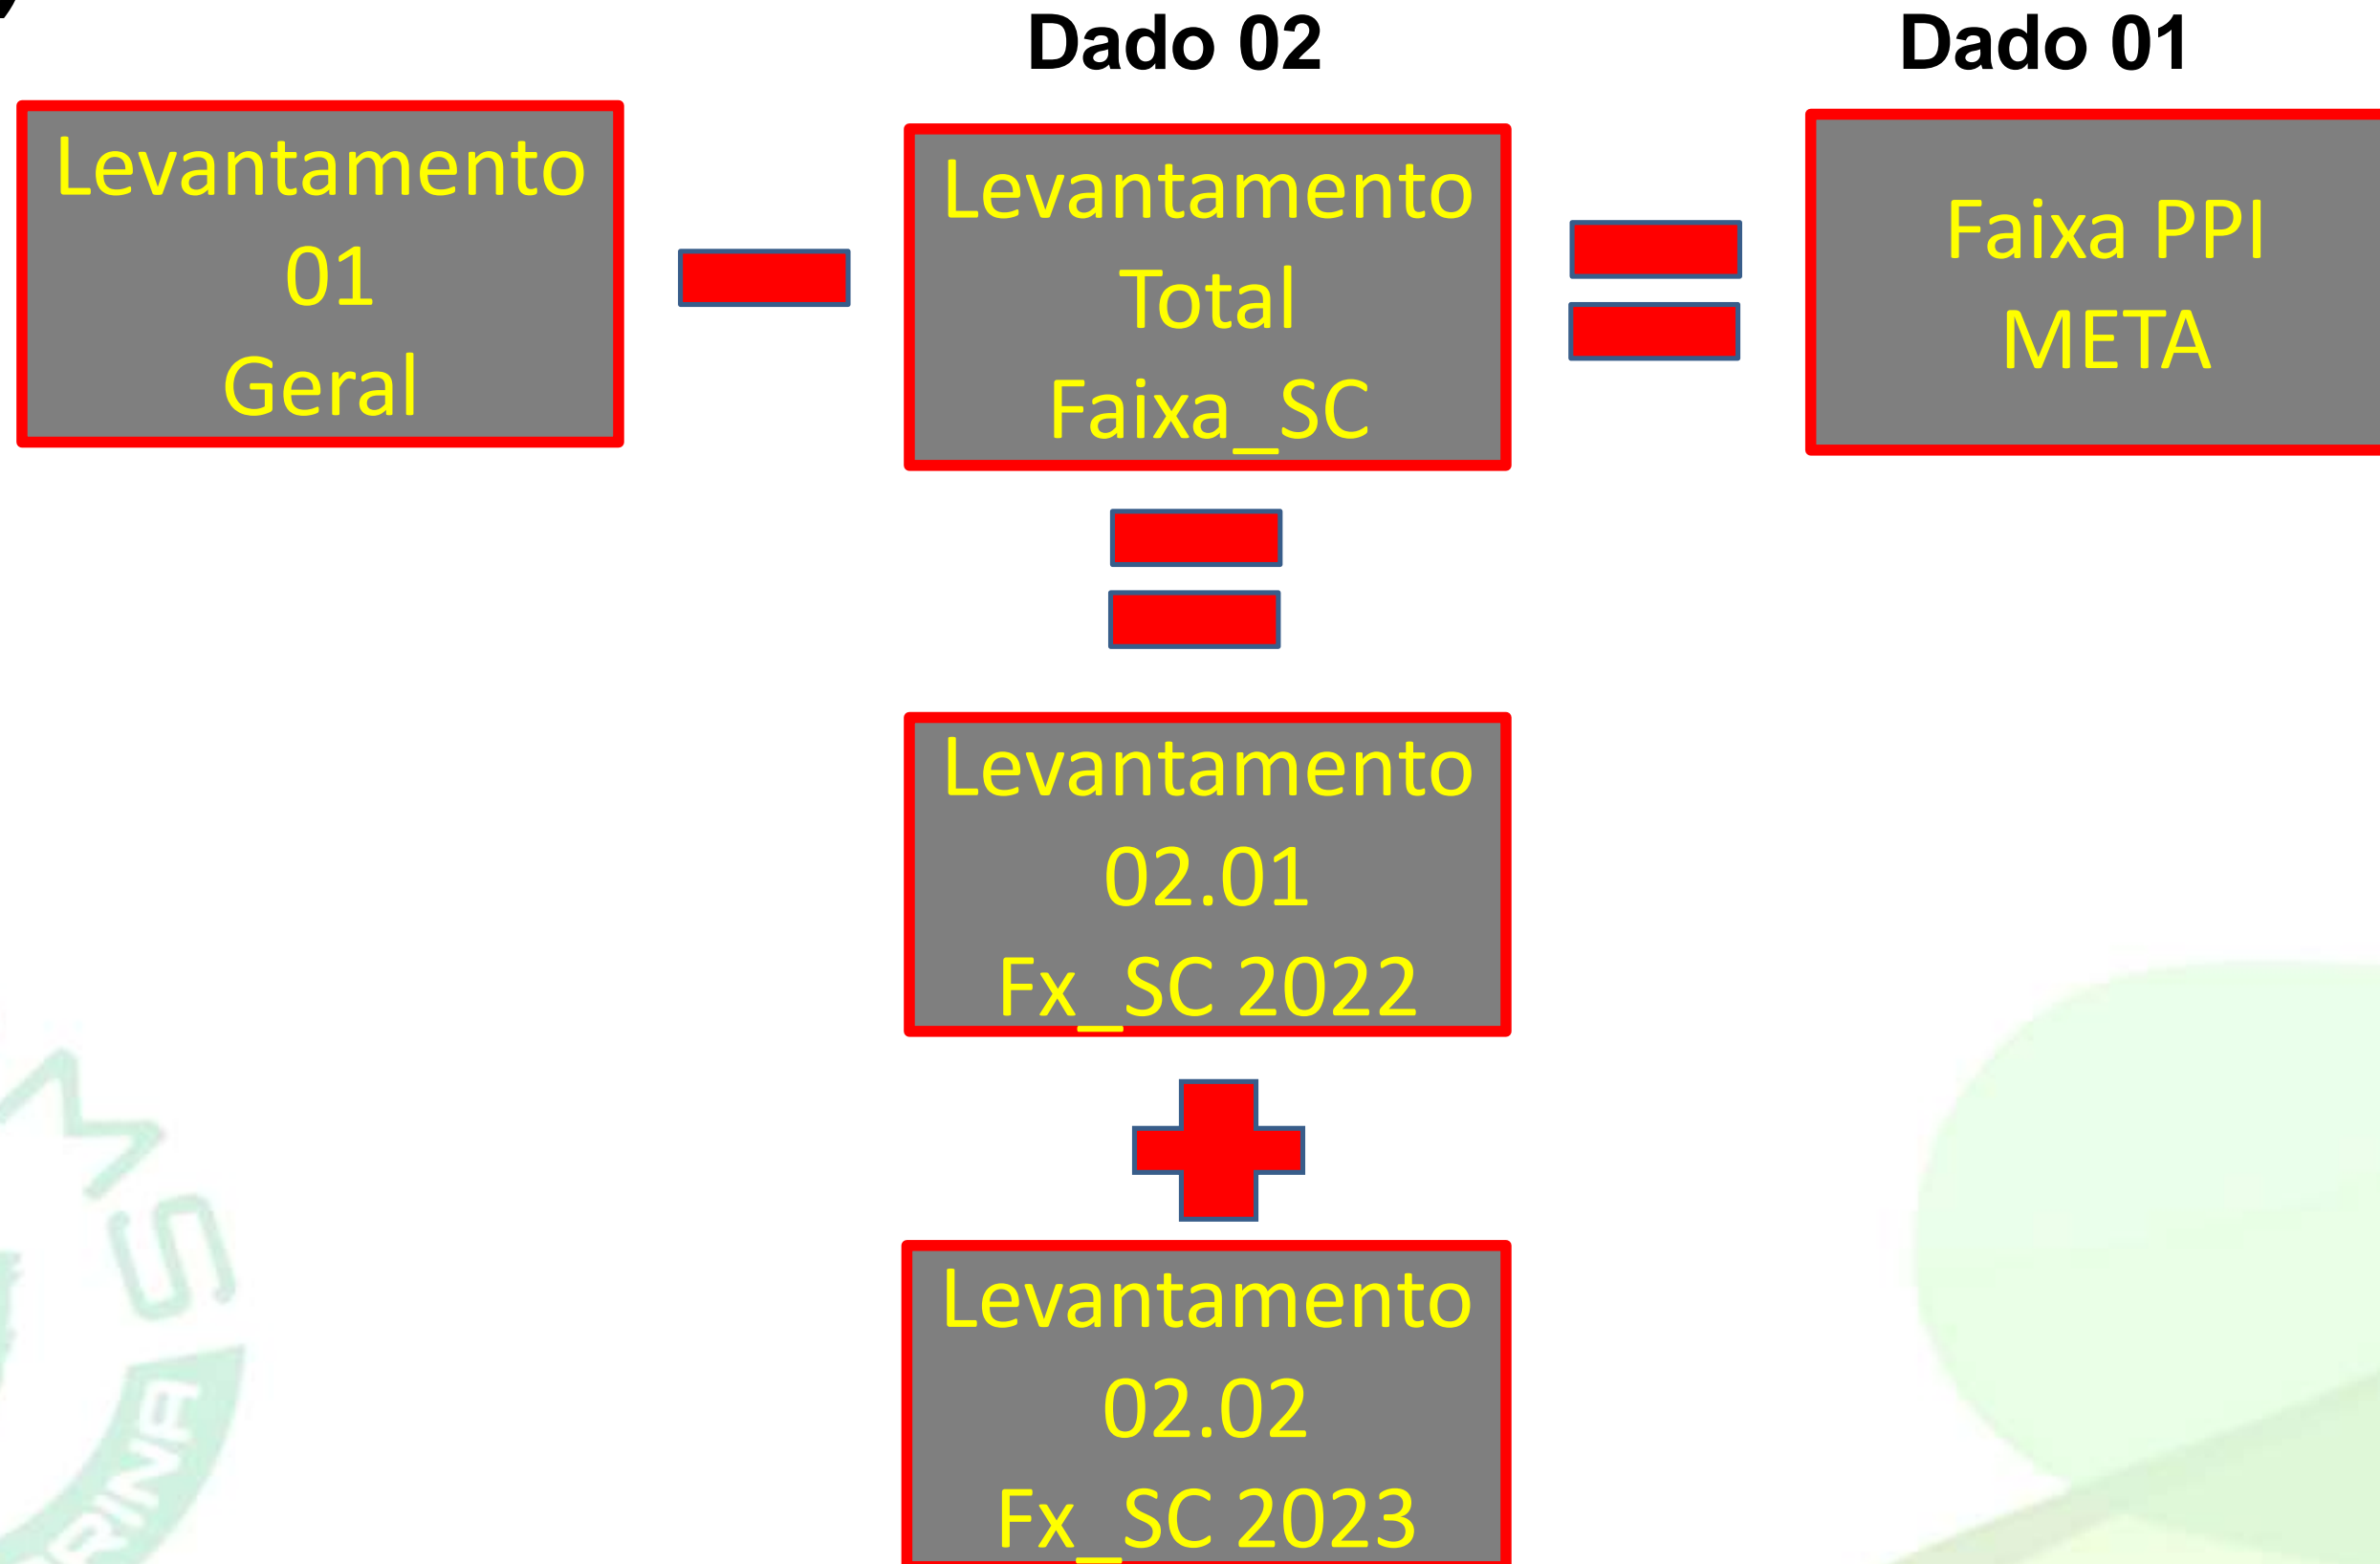 Dado 02
Dado 01
Levantamento
01
Geral
Levantamento
Total
Faixa_SC
Faixa PPI
META
Levantamento
02.01
Fx_SC 2022
Levantamento
02.02
Fx_SC 2023